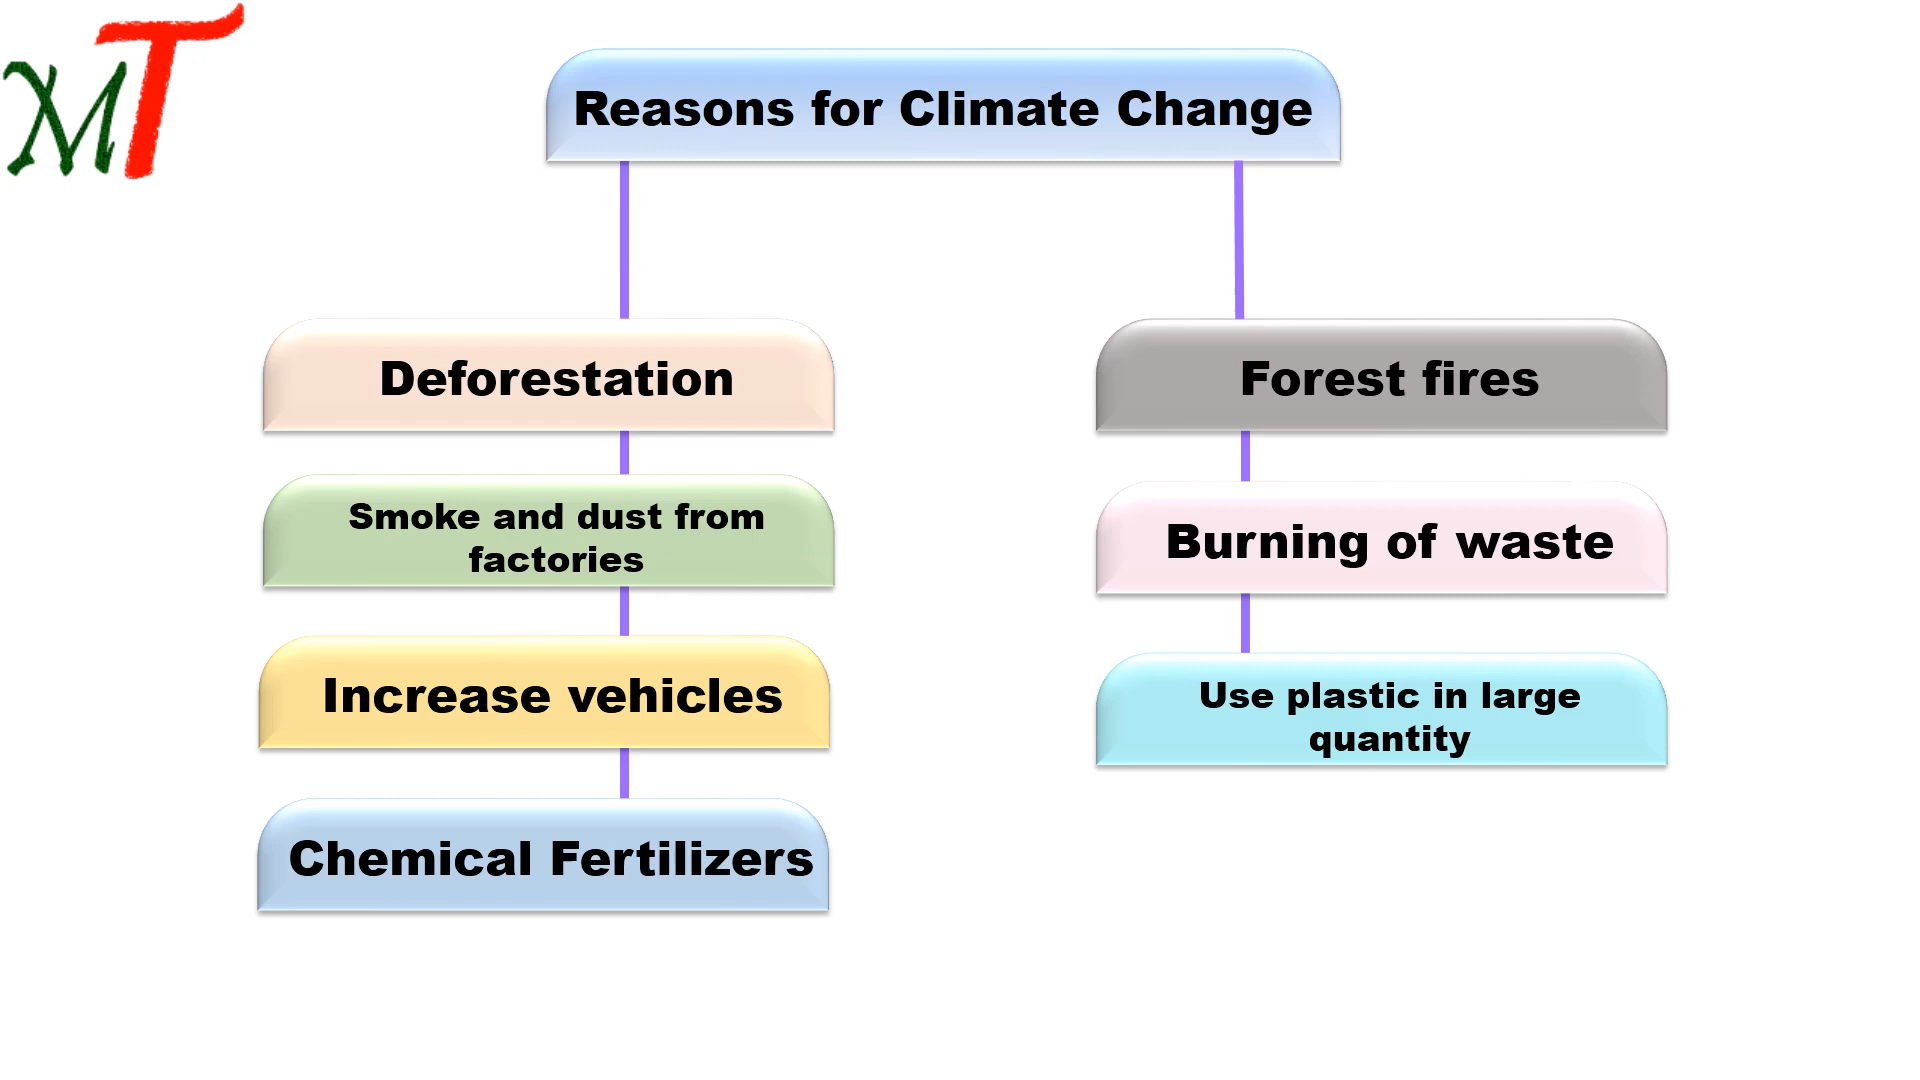 MT
Reasons for Climate Change
Deforestation
Smoke and dust from
factories
Increase vehicles
Chemical Fertilizers
Forest fires
Burning of waste
Use plastic in large
quantity